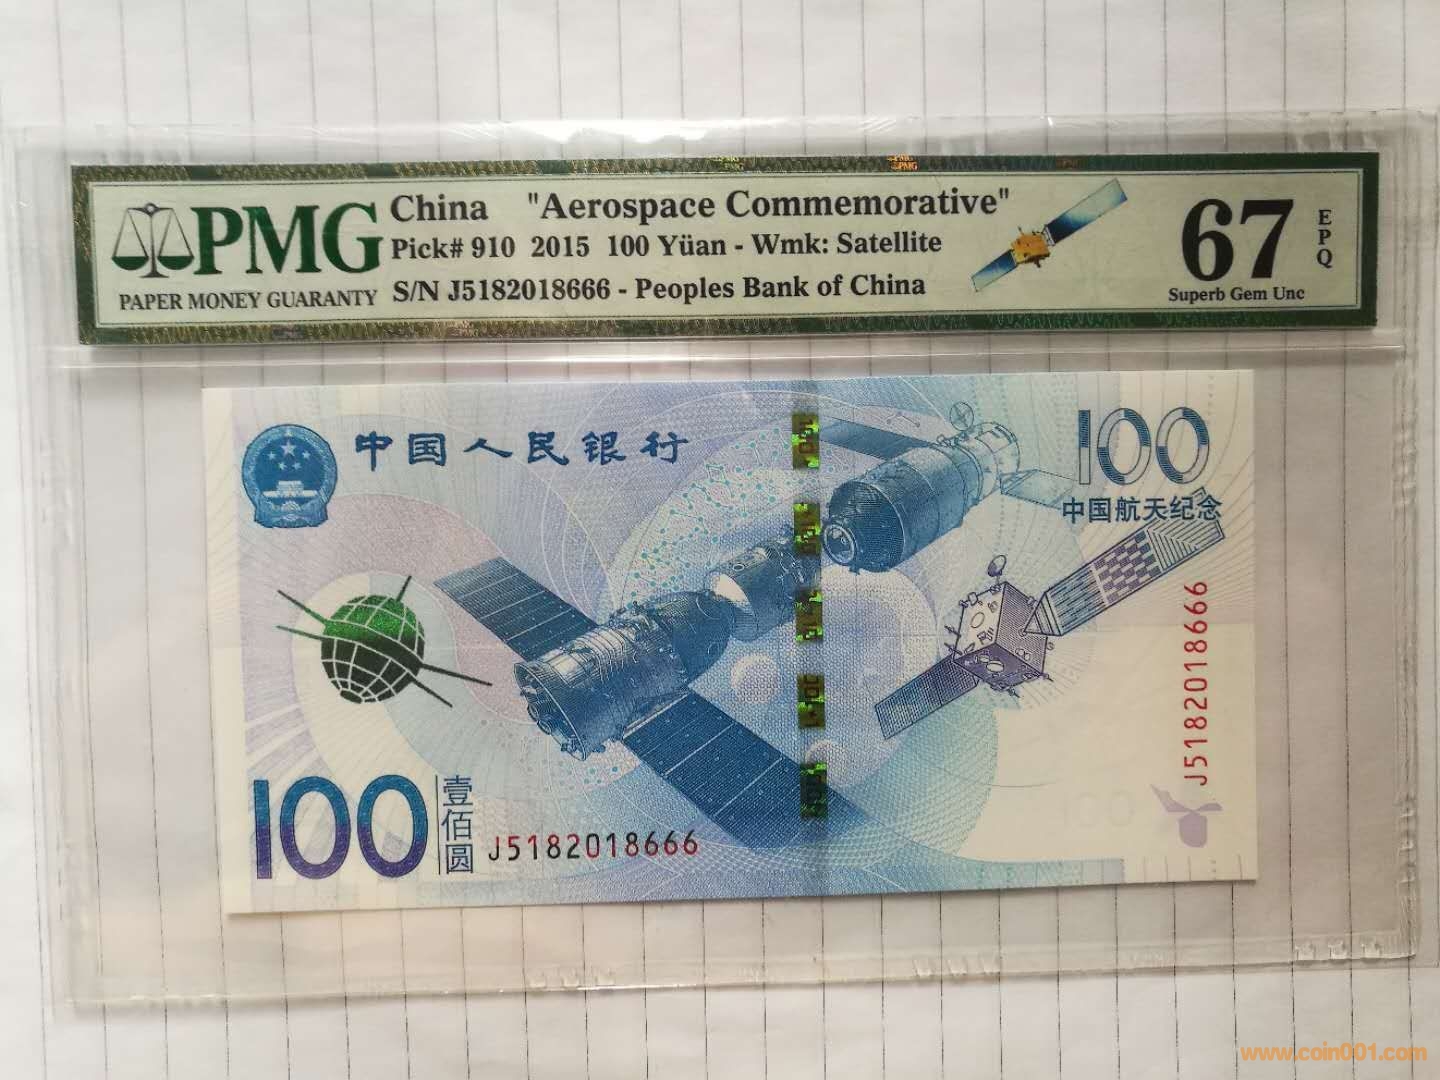 PMG
PAPER MONEY GUARANTY
China "Aerospace Commemorative"
Pick# 910 2015 100 Yüan - Wmk: Satellite
S/N J5182018666 - Peoples Bank of China
67
EPQ
Superb Gem Unc
中国人民银行
100
中国航天纪念
J5182018666
100
壹佰圆
J5182018666
100
www.coin001.com